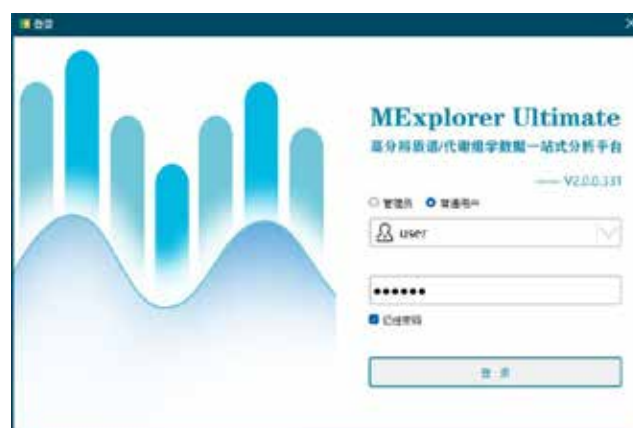 登录
MExplorer Ultimate
高分辨质谱/代谢组学数据一站式分析平台
—— V2.0.0.331
管理员 普通用户
user
●●●●●●
记住密码
登 录